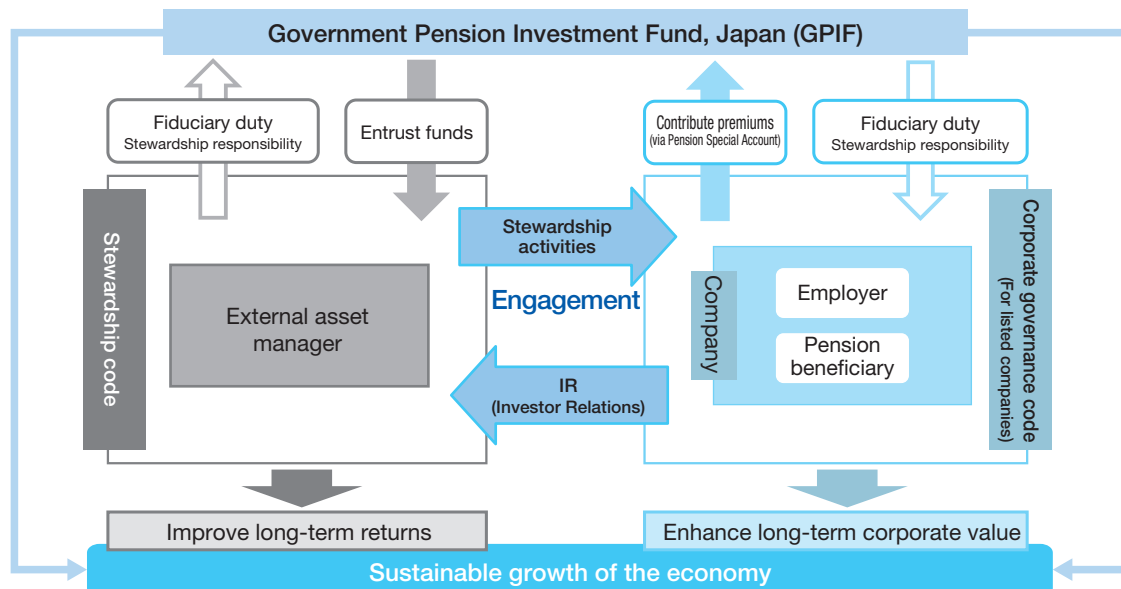 Government Pension Investment Fund, Japan (GPIF)
Fiduciary duty
Stewardship responsibility
Entrust funds
Contribute premiums
(via Pension Special Account)
Fiduciary duty
Stewardship responsibility
Stewardship code
External asset
manager
Stewardship
activities
Engagement
IR
(Investor Relations)
Company
Employer
Pension
beneficiary
Corporate governance code
(For listed companies)
Improve long-term returns
Enhance long-term corporate value
Sustainable growth of the economy